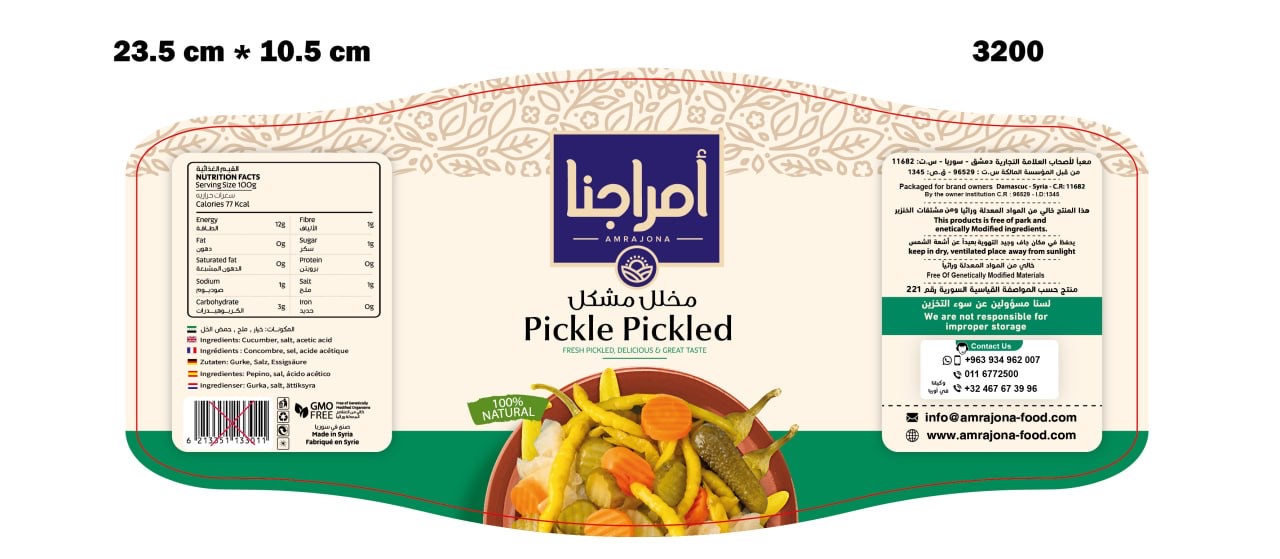 23.5 cm * 10.5 cm
3200
القيم الغذائية
NUTRITION FACTS
Serving Size 100g
سعرات حرارية
Calories 77 Kcal
Energy 12g
الطاقة
Fibre 1g
الألياف
Fat 0g
دهون
Sugar 1g
سكر
Saturated fat 0g
الدهون المشبعة
Protein 0g
بروتين
Sodium 1g
صوديوم
Salt 1g
ملح
Carbohydrate 3g
الكربوهيدرات
Iron 0g
حديد
المكونات: خيار , ملح , حمض الخل
Ingredients: Cucumber, salt, acetic acid
Ingrédients : Concombre, sel, acide acétique
Zutaten: Gurke, Salz, Essigsäure
Ingredientes: Pepino, sal, ácido acético
Ingredienser: Gurka, salt, ättiksyra
6 213351 133011
GMO FREE
Free of Genetically
Modified Organisms
صنع في سوريا
Made in Syria
Fabriqué en Syrie
أمراجنا
AMRAJONA
مخلل مشكل
Pickle Pickled
FRESH PICKLED, DELICIOUS & GREAT TASTE
100%
NATURAL
معبأ لأصحاب العلامة التجارية دمشق - سوريا - س.ت: 11682
من قبل المؤسسة المالكة س.ت : 96529 - ق.ص: 1345
Packaged for brand owners Damascuc - Syria - C.R: 11682
By the owner institution C.R : 96529 - I.D:1345
هذا المنتج خالي من المواد المعدلة وراثيا ومن مشتقات الخنزير
This products is free of park and
enetically Modified ingredients.
يحفظ في مكان جاف وجيد التهوية بعيداً عن أشعة الشمس
keep in dry, ventilated place away from sunlight
خالي من المواد المعدلة وراثياً
Free Of Genetically Modified Materials
منتج حسب المواصفة القياسية السورية رقم 221
لسنا مسؤولين عن سوء التخزين
We are not responsible for
improper storage
Contact Us
+963 934 962 007
011 6772500
وكيلنا
في أوربا
+32 467 67 39 96
info@amrajona-food.com
www.amrajona-food.com